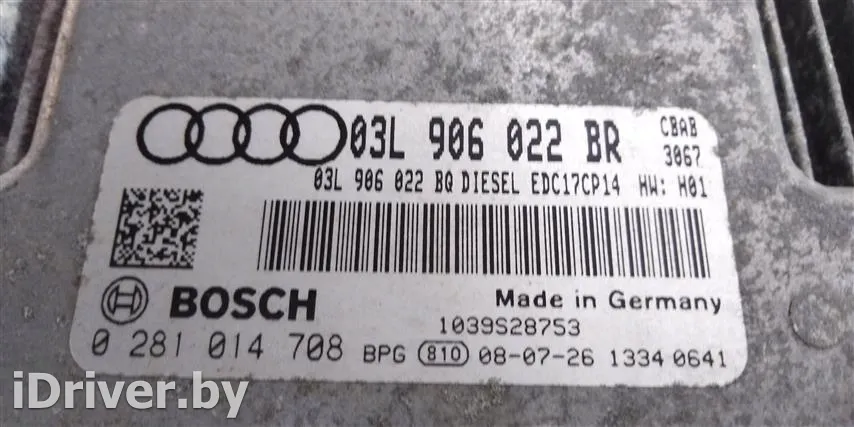 03L 906 022 BR CBAB
3067
03L 906 022 BQ DIESEL EDC17CP14 HW: H01
BOSCH Made in Germany
1039S28753
0 281 014 708 BPG 810 08-07-26 1334 0641
iDriver.by